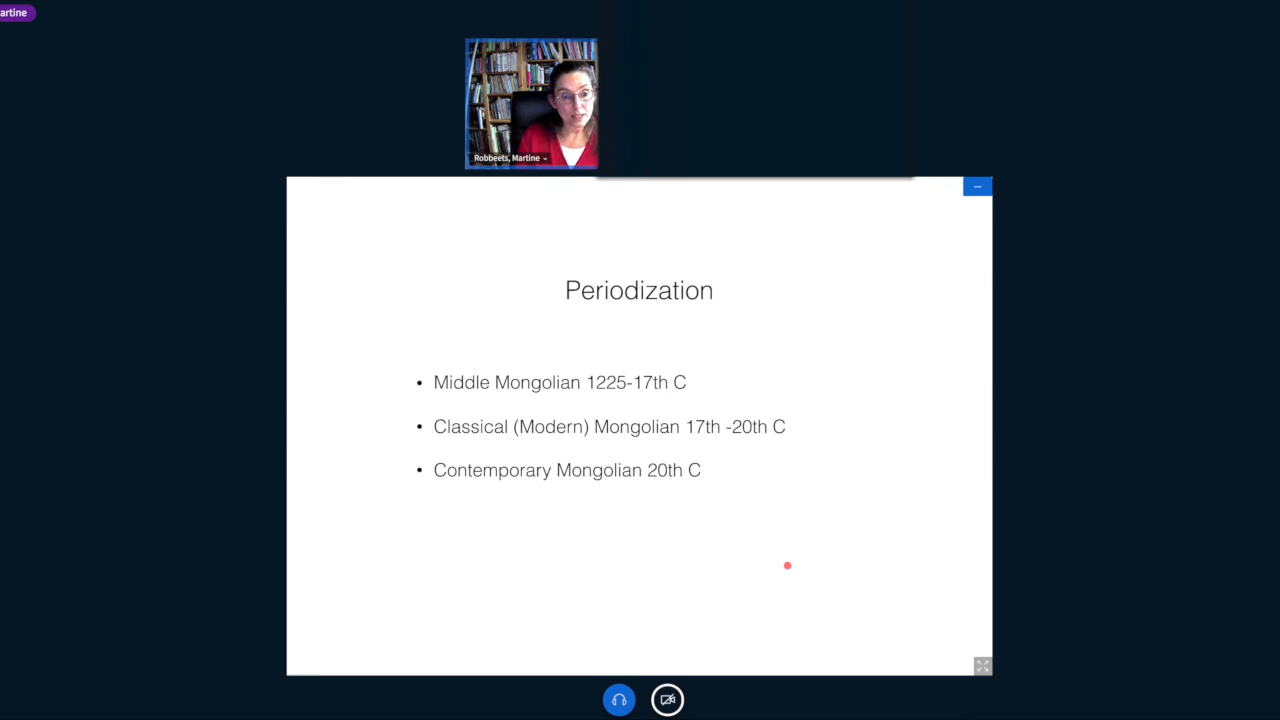 artine
Robbeets, Martine
Periodization
• Middle Mongolian 1225-17th C
• Classical (Modern) Mongolian 17th -20th C
• Contemporary Mongolian 20th C